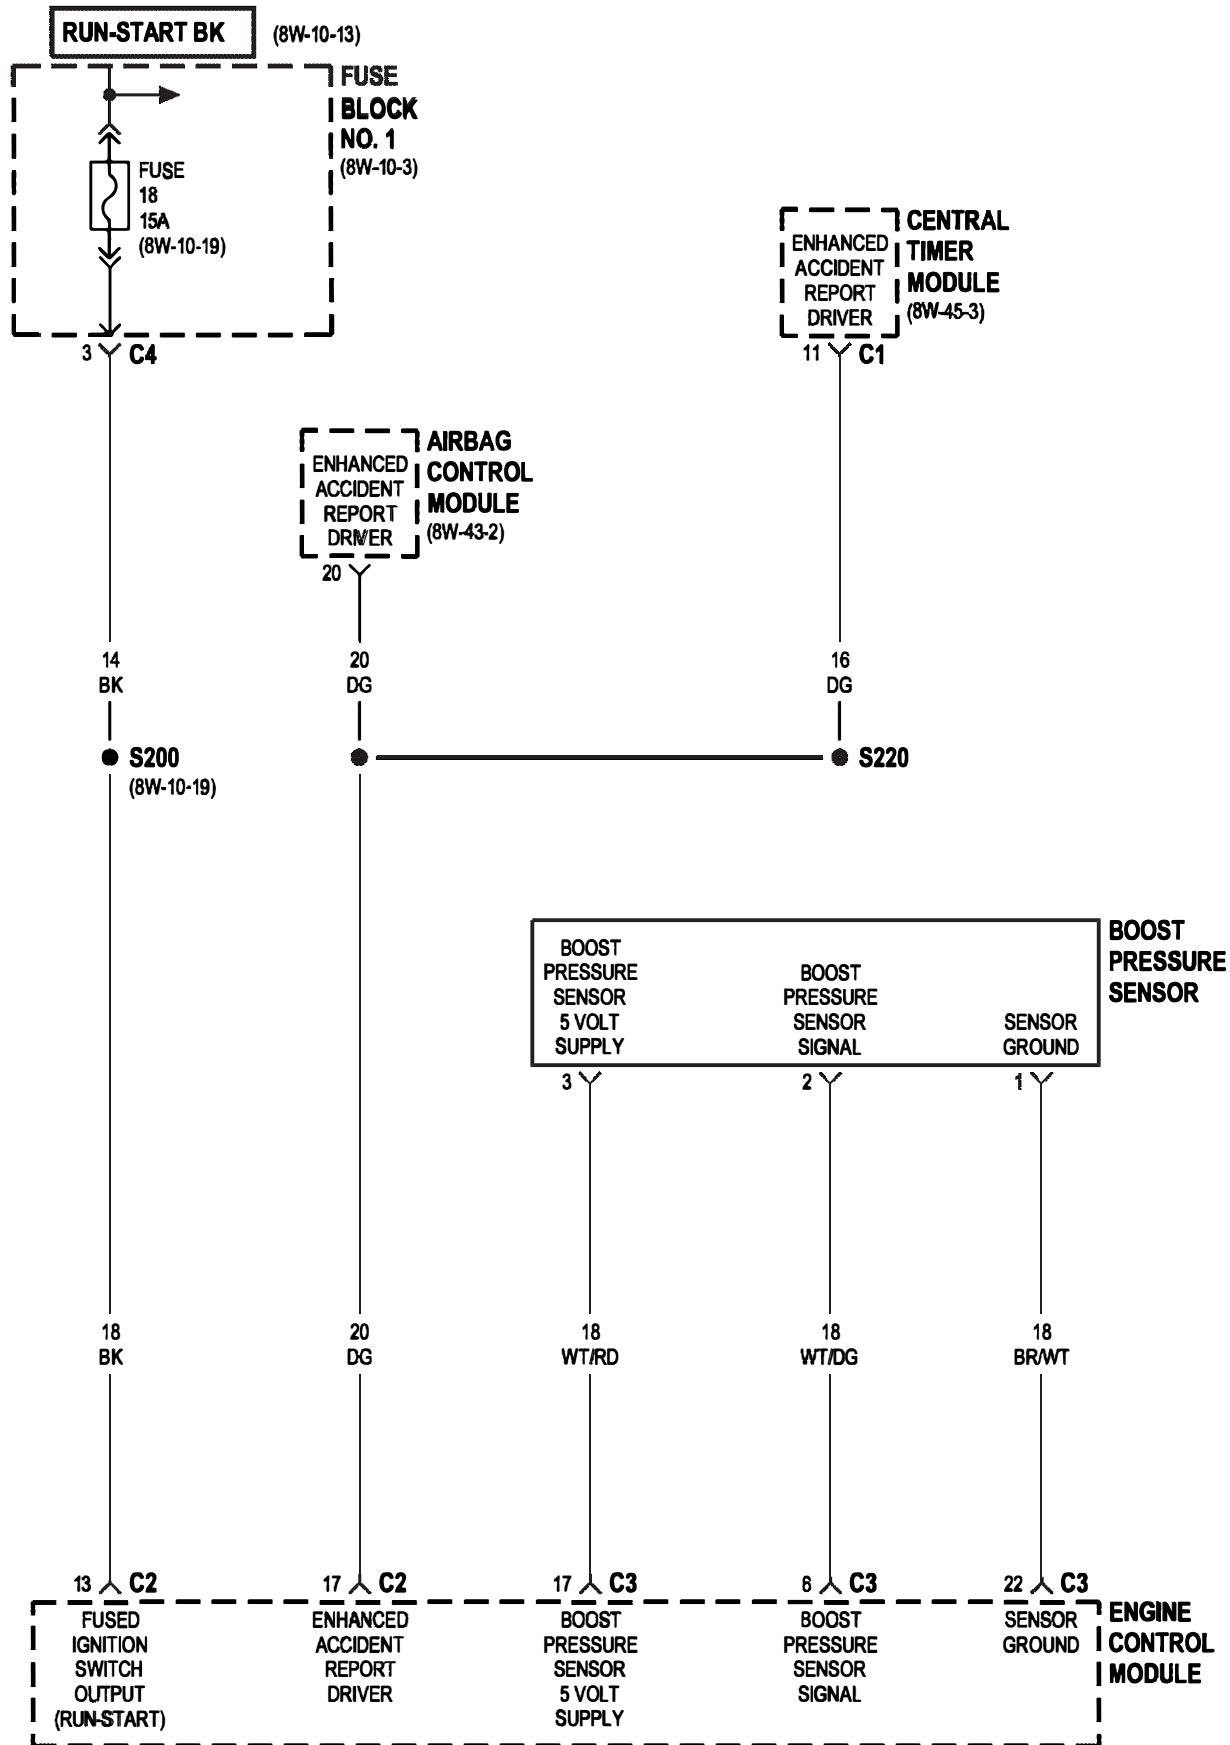 RUN-START BK (8W-10-13)
FUSE
BLOCK
NO. 1
(8W-10-3)
FUSE
18
15A
(8W-10-19)
3 C4
CENTRAL
TIMER
MODULE
(8W-45-3)
ENHANCED
ACCIDENT
REPORT
DRIVER
11 C1
AIRBAG
CONTROL
MODULE
(8W-43-2)
ENHANCED
ACCIDENT
REPORT
DRIVER
20
14
BK
20
DG
16
DG
S200
(8W-10-19)
S220
BOOST
PRESSURE
SENSOR
BOOST
PRESSURE
SENSOR
5 VOLT
SUPPLY
BOOST
PRESSURE
SENSOR
SIGNAL
SENSOR
GROUND
3
2
1
18
BK
20
DG
18
WT/RD
18
WT/DG
18
BR/WT
13 C2
17 C2
17 C3
6 C3
22 C3
FUSED
IGNITION
SWITCH
OUTPUT
(RUN-START)
ENHANCED
ACCIDENT
REPORT
DRIVER
BOOST
PRESSURE
SENSOR
5 VOLT
SUPPLY
BOOST
PRESSURE
SENSOR
SIGNAL
SENSOR
GROUND
ENGINE
CONTROL
MODULE